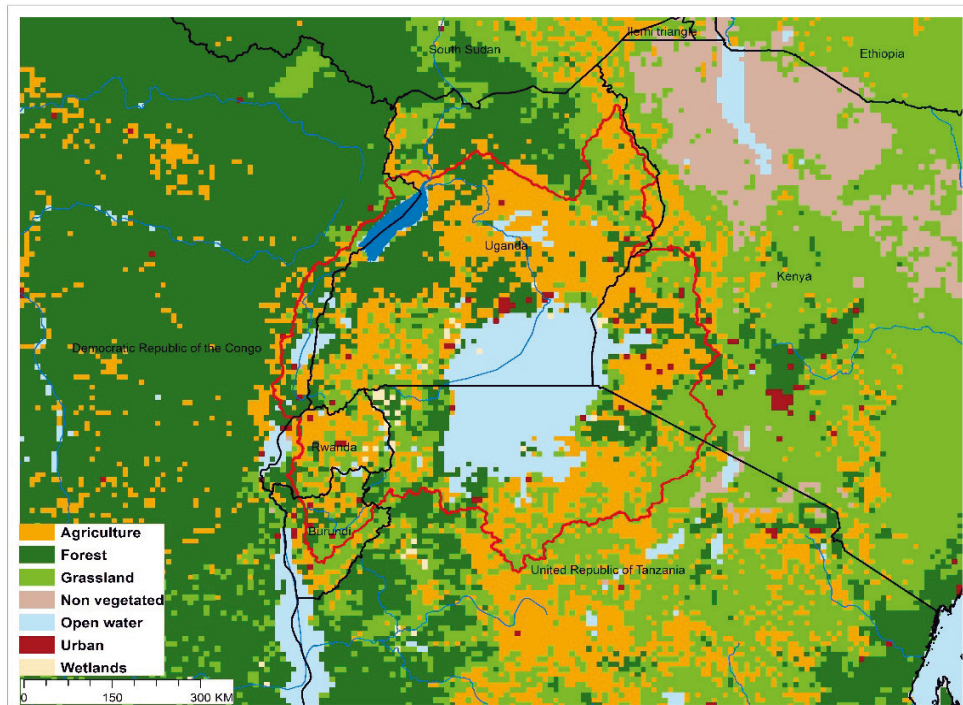 South Sudan
Ilemi triangle
Ethiopia
Uganda
Kenya
Democratic Republic of the Congo
Rwanda
Burundi
United Republic of Tanzania
Agriculture
Forest
Grassland
Non vegetated
Open water
Urban
Wetlands
0 150 300 KM